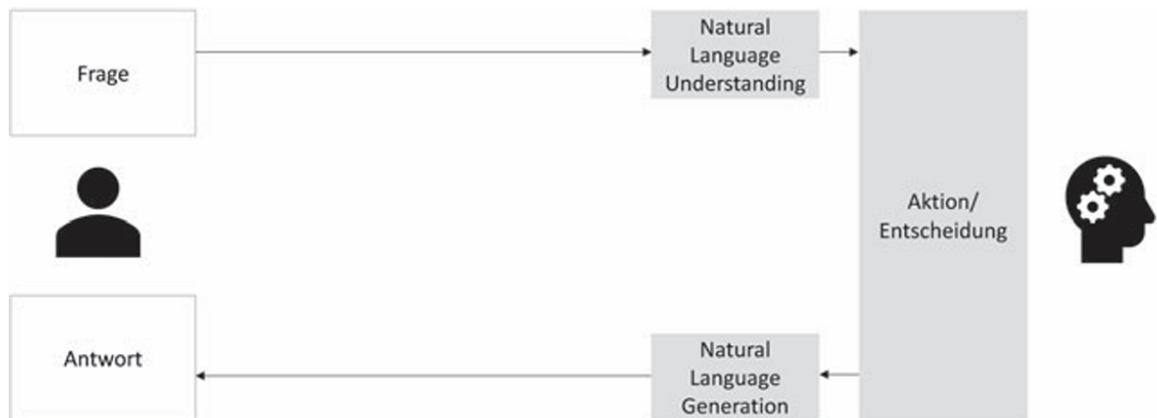 Frage
Natural
Language
Understanding
Aktion/
Entscheidung
Antwort
Natural
Language
Generation